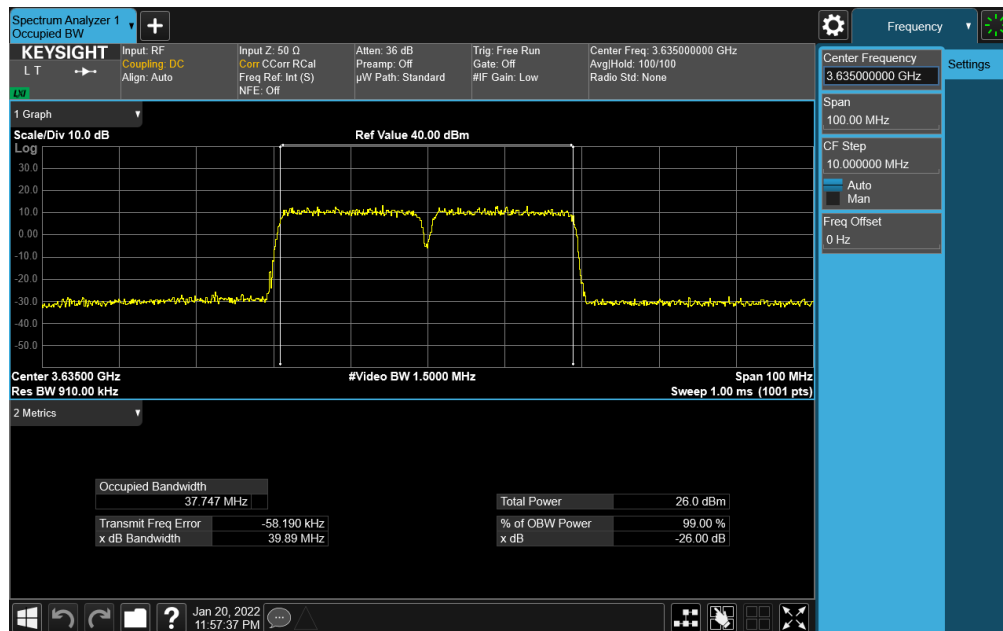 Spectrum Analyzer 1
Occupied BW
Frequency
KEYSIGHT
L T
LXI
Input: RF
Coupling: DC
Align: Auto
Input Z: 50 Ω
Corr CCorr RCal
Freq Ref: Int (S)
NFE: Off
Atten: 36 dB
Preamp: Off
µW Path: Standard
Trig: Free Run
Gate: Off
#IF Gain: Low
Center Freq: 3.635000000 GHz
Avg|Hold: 100/100
Radio Std: None
Center Frequency
3.635000000 GHz
Settings
Span
100.00 MHz
CF Step
10.000000 MHz
Auto
Man
Freq Offset
0 Hz
1 Graph
Scale/Div 10.0 dB
Ref Value 40.00 dBm
Log
30.0
20.0
10.0
0.00
-10.0
-20.0
-30.0
-40.0
-50.0
Center 3.63500 GHz
#Video BW 1.5000 MHz
Span 100 MHz
Res BW 910.00 kHz
Sweep 1.00 ms (1001 pts)
2 Metrics
Occupied Bandwidth
37.747 MHz
Transmit Freq Error -58.190 kHz
x dB Bandwidth 39.89 MHz
Total Power 26.0 dBm
% of OBW Power 99.00 %
x dB -26.00 dB
Jan 20, 2022
11:57:37 PM